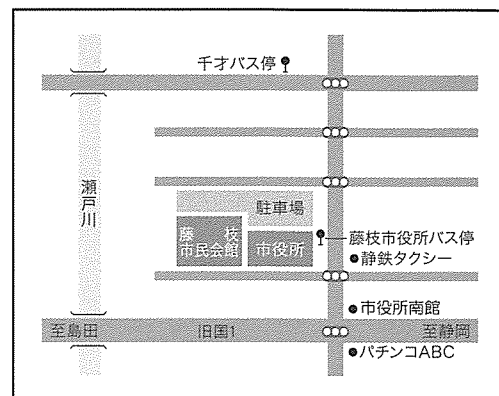 千才バス停
瀬戸川
駐車場
藤枝
市民会館
市役所
藤枝市役所バス停
静鉄タクシー
市役所南館
至島田
旧国1
至静岡
パチンコABC